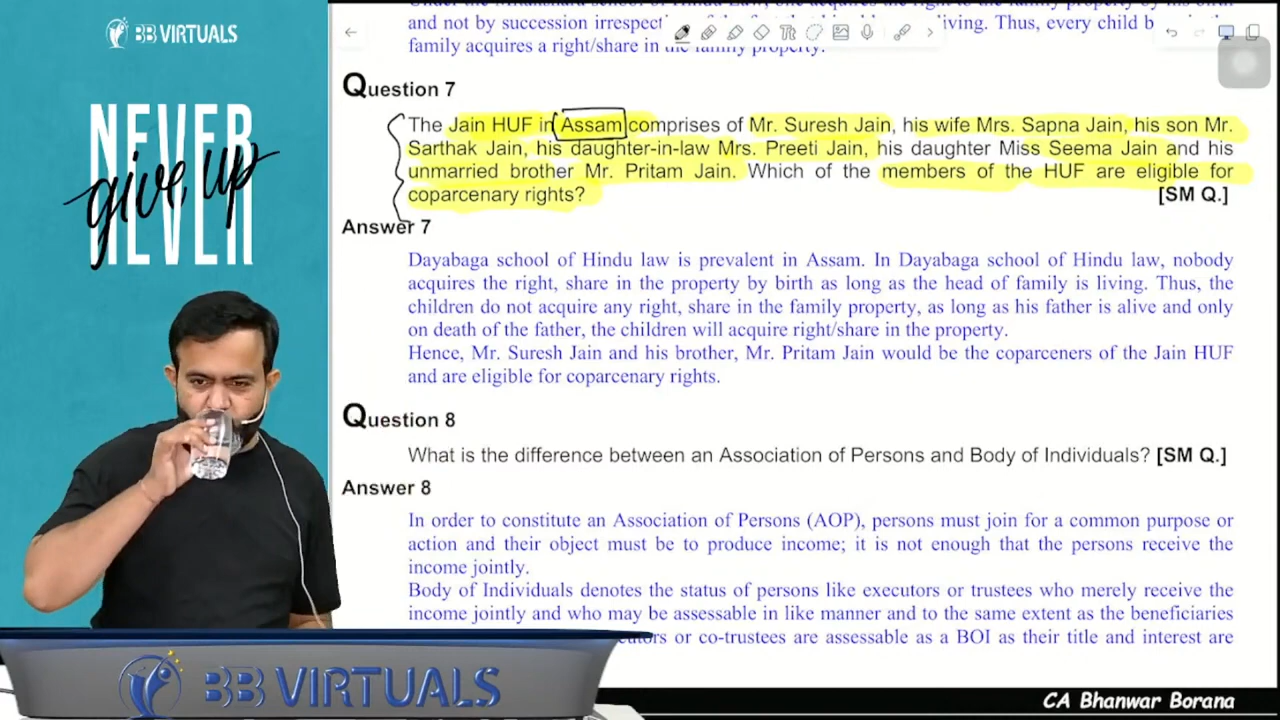 BB VIRTUALS
NEVER
give up
NEVER
and not by succession
living. Thus, every child
family acquires a right/share in the family property.
Question 7
The Jain HUF in Assam comprises of Mr. Suresh Jain, his wife Mrs. Sapna Jain, his son Mr.
Sarthak Jain, his daughter-in-law Mrs. Preeti Jain, his daughter Miss Seema Jain and his
unmarried brother Mr. Pritam Jain. Which of the members of the HUF are eligible for
coparcenary rights? [SM Q.]
Answer 7
Dayabaga school of Hindu law is prevalent in Assam. In Dayabaga school of Hindu law, nobody
acquires the right, share in the property by birth as long as the head of family is living. Thus, the
children do not acquire any right, share in the family property, as long as his father is alive and only
on death of the father, the children will acquire right/share in the property.
Hence, Mr. Suresh Jain and his brother, Mr. Pritam Jain would be the coparceners of the Jain HUF
and are eligible for coparcenary rights.
Question 8
What is the difference between an Association of Persons and Body of Individuals? [SM Q.]
Answer 8
In order to constitute an Association of Persons (AOP), persons must join for a common purpose or
action and their object must be to produce income; it is not enough that the persons receive the
income jointly.
Body of Individuals denotes the status of persons like executors or trustees who merely receive the
income jointly and who may be assessable in like manner and to the same extent as the beneficiaries
or co-trustees are assessable as a BOI as their title and interest are
BB VIRTUALS
CA Bhanwar Borana